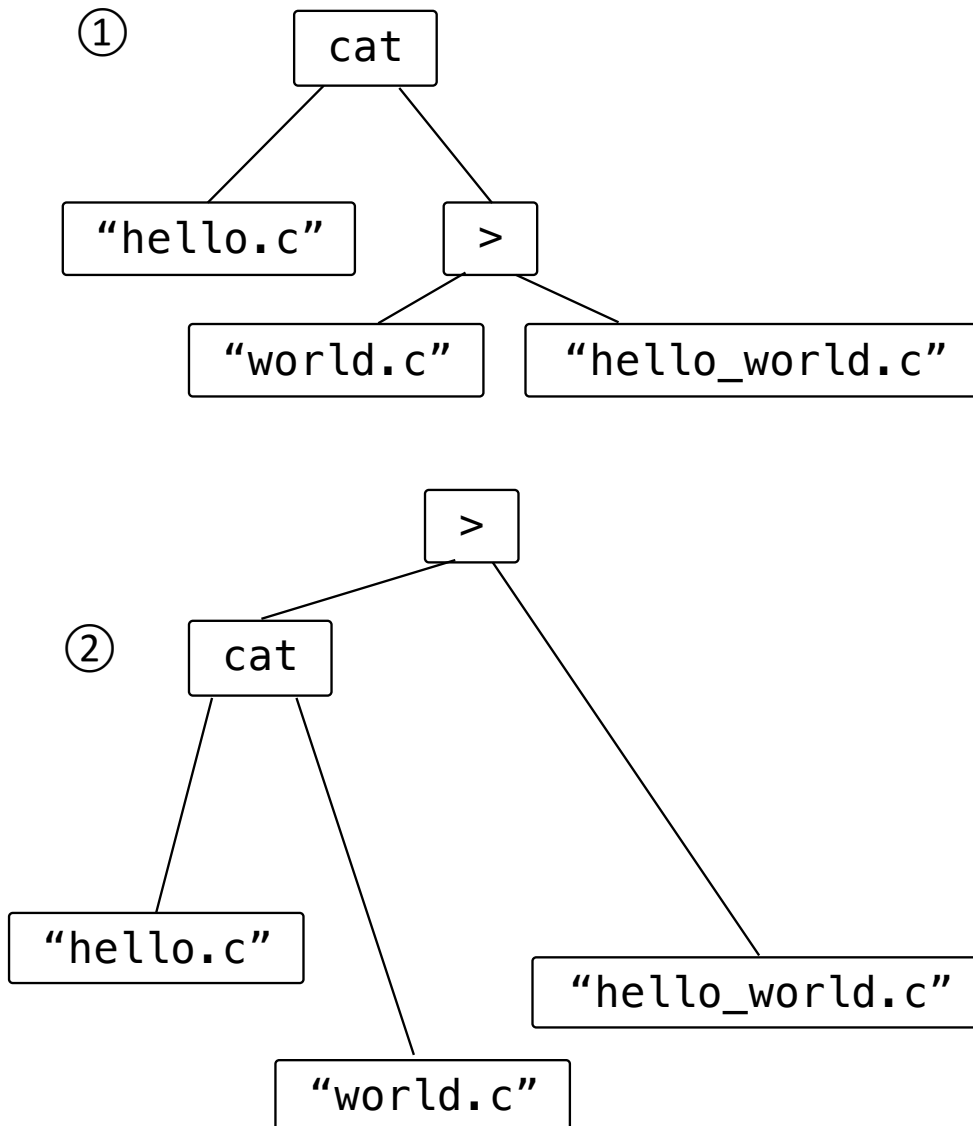 ① cat
“hello.c” >
“world.c” “hello_world.c”
>
② cat
“hello.c”
“hello_world.c”
“world.c”